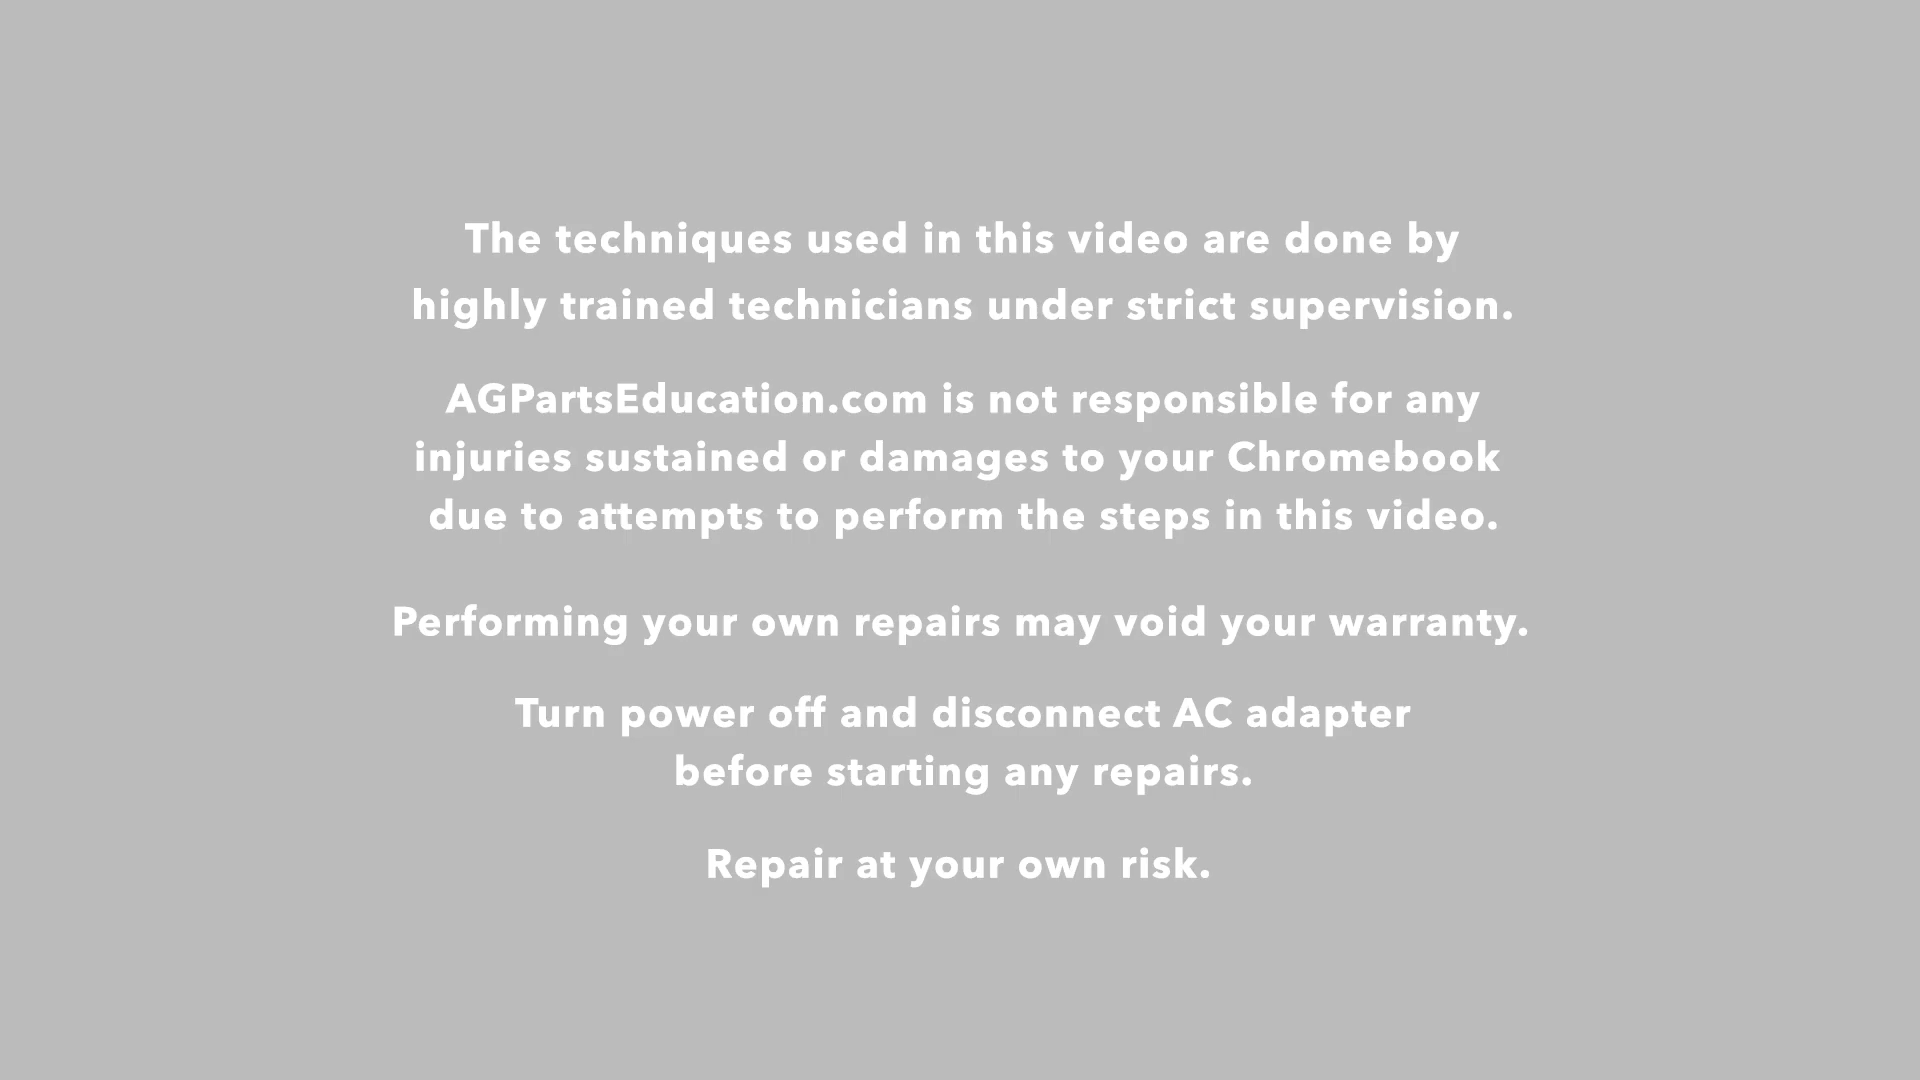 The techniques used in this video are done by
highly trained technicians under strict supervision.
AGPartsEducation.com is not responsible for any
injuries sustained or damages to your Chromebook
due to attempts to perform the steps in this video.
Performing your own repairs may void your warranty.
Turn power off and disconnect AC adapter
before starting any repairs.
Repair at your own risk.